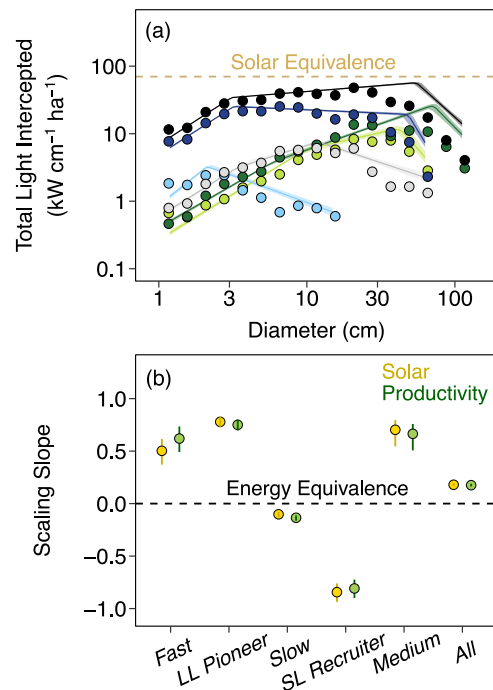 (a)
Solar Equivalence
Total Light Intercepted
(kW cm⁻¹ ha⁻¹)
100
10
1
0.1
1
3
10
30
100
Diameter (cm)
(b)
Solar
Productivity
Energy Equivalence
Scaling Slope
1.0
0.5
0.0
−0.5
−1.0
Fast
LL Pioneer
Slow
SL Recruiter
Medium
All